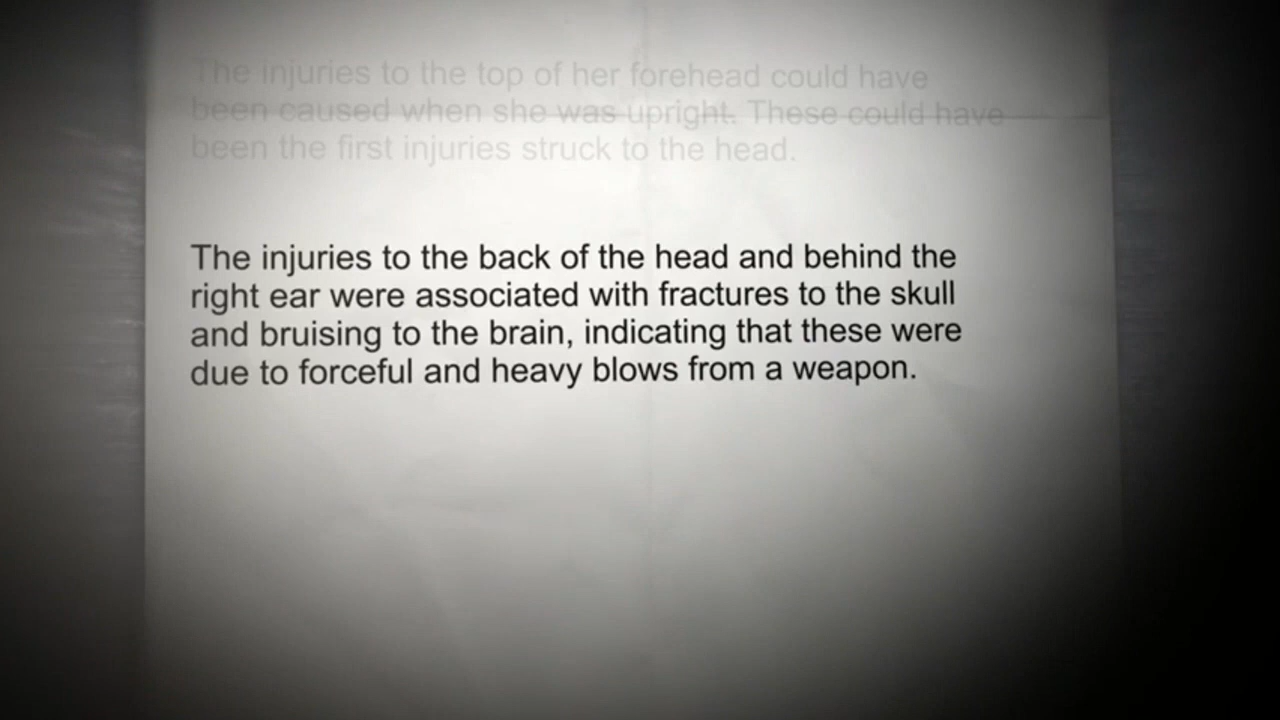 The injuries to the top of her forehead could have
been caused when she was upright. These could have
been the first injuries struck to the head.
The injuries to the back of the head and behind the
right ear were associated with fractures to the skull
and bruising to the brain, indicating that these were
due to forceful and heavy blows from a weapon.